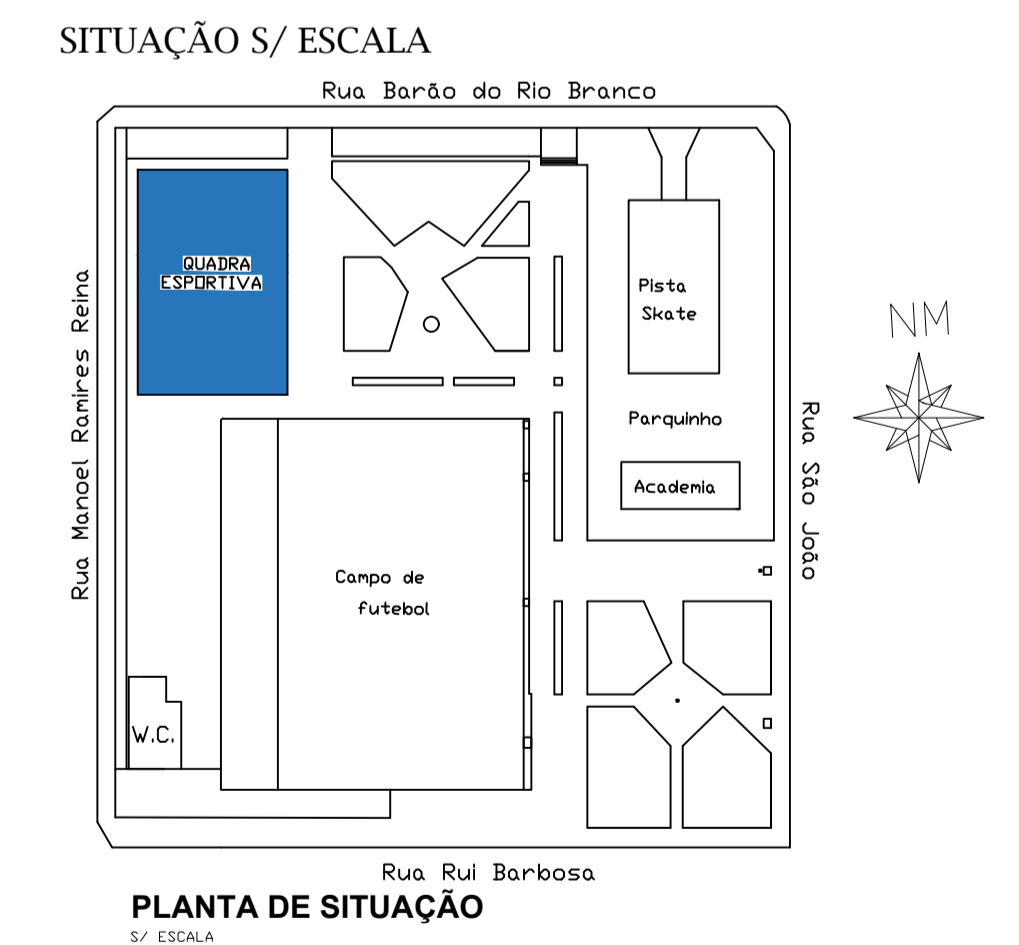 SITUAÇÃO S/ ESCALA
Rua Barão do Rio Branco
QUADRA
ESPORTIVA
Rua Manoel Ramires Reina
Pista
Skate
NM
Parquinho
Rua São João
Academia
Campo de
futebol
W.C.
Rua Rui Barbosa
PLANTA DE SITUAÇÃO
S/ ESCALA